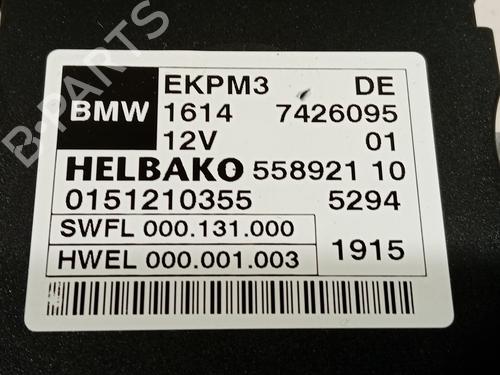 BMW EKPM3 DE
1614 7426095
12V 01
HELBAKO 558921 10
0151210355 5294
SWFL 000.131.000
HWEL 000.001.003 1915
B-PARTS